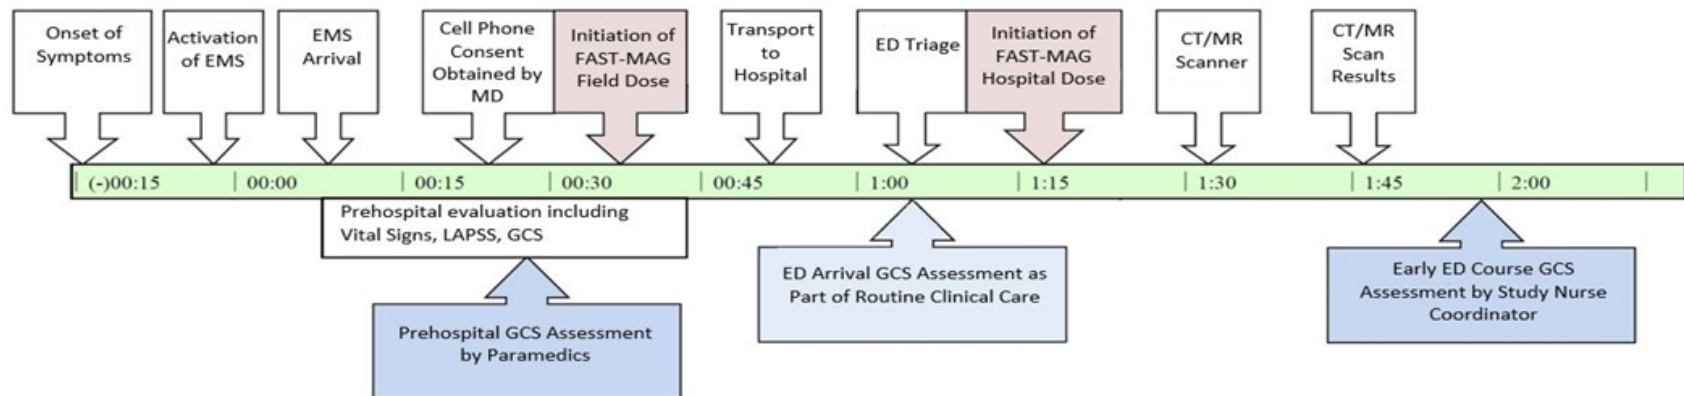 Onset of
Symptoms
Activation
of EMS
EMS
Arrival
Cell Phone
Consent
Obtained by
MD
Initiation of
FAST-MAG
Field Dose
Transport
to
Hospital
ED Triage
Initiation of
FAST-MAG
Hospital Dose
CT/MR
Scanner
CT/MR
Scan
Results
| (-)00:15 | 00:00 | 00:15 | 00:30 | 00:45 | 1:00 | 1:15 | 1:30 | 1:45 | 2:00 |
Prehospital evaluation including
Vital Signs, LAPSS, GCS
Prehospital GCS Assessment
by Paramedics
ED Arrival GCS Assessment as
Part of Routine Clinical Care
Early ED Course GCS
Assessment by Study Nurse
Coordinator